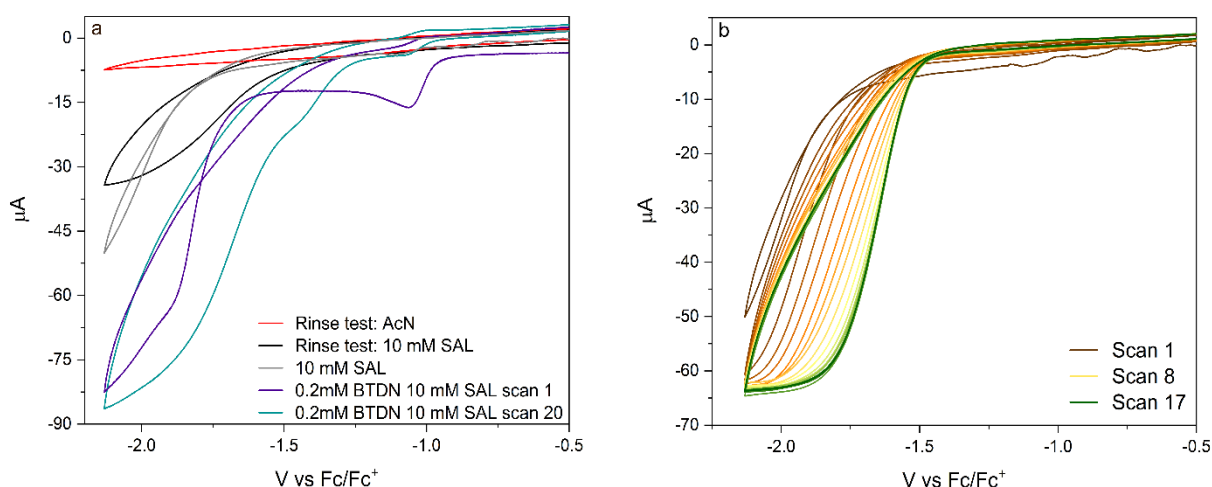 a
0
-15
-30
-45
-60
-75
-90
µA
-2.0
-1.5
-1.0
-0.5
V vs Fc/Fc⁺
Rinse test: AcN
Rinse test: 10 mM SAL
10 mM SAL
0.2mM BTDN 10 mM SAL scan 1
0.2mM BTDN 10 mM SAL scan 20
b
0
-10
-20
-30
-40
-50
-60
-70
µA
-2.0
-1.5
-1.0
-0.5
V vs Fc/Fc⁺
Scan 1
Scan 8
Scan 17